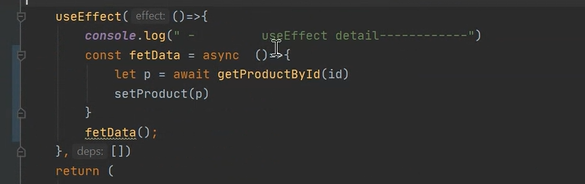 useEffect( effect: ()=>{
console.log(" -         useEffect detail------------")
const fetData = async  ()=>{
let p = await getProductById(id)
setProduct(p)
}
fetData();
}, deps: [])
return (